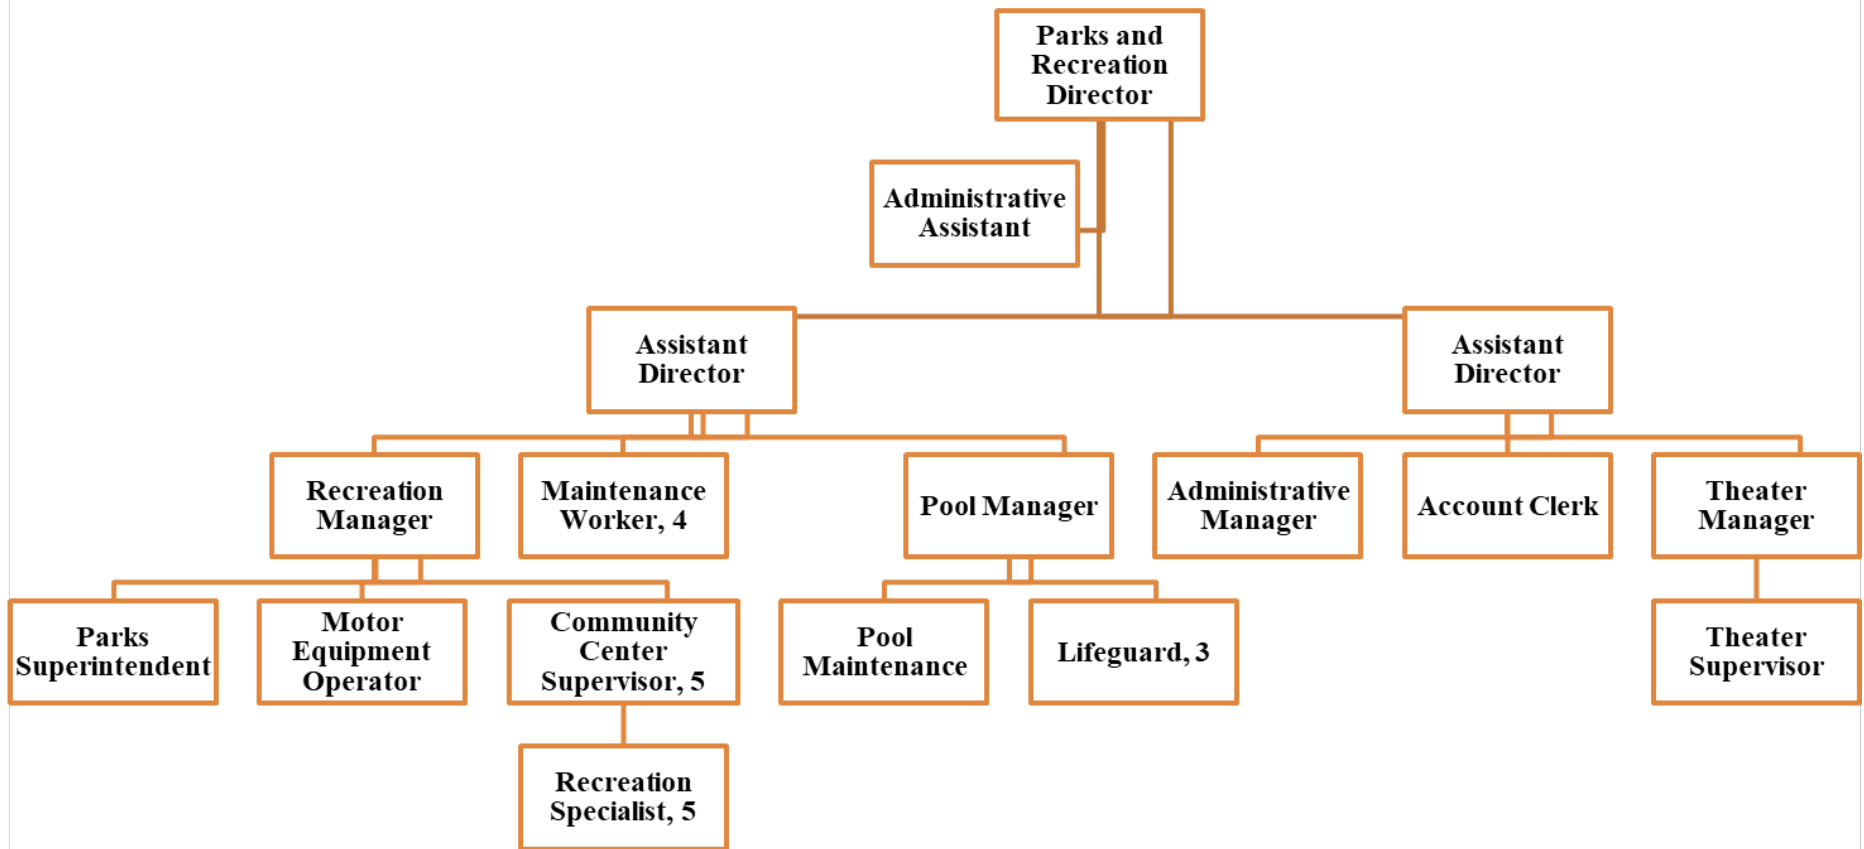 Parks and
Recreation
Director
Administrative
Assistant
Assistant
Director
Assistant
Director
Recreation
Manager
Maintenance
Worker, 4
Pool Manager
Administrative
Manager
Account Clerk
Theater
Manager
Parks
Superintendent
Motor
Equipment
Operator
Community
Center
Supervisor, 5
Pool
Maintenance
Lifeguard, 3
Theater
Supervisor
Recreation
Specialist, 5